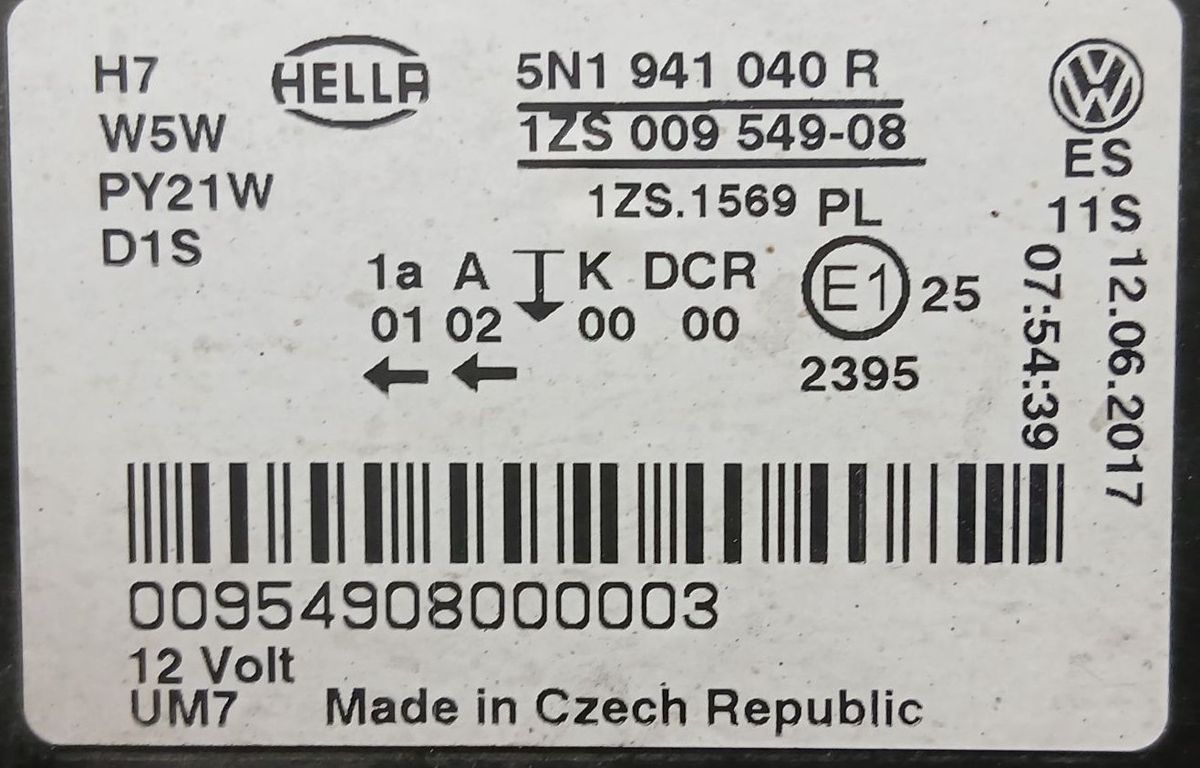 H7 HELLA 5N1 941 040 R
W5W 1ZS 009 549-08
ES
PY21W 1ZS.1569 PL 11S
D1S
1a A K DCR E1 25
01 02 00 00
2395
12.06.2017
07:54:39
00954908000003
12 Volt
UM7 Made in Czech Republic